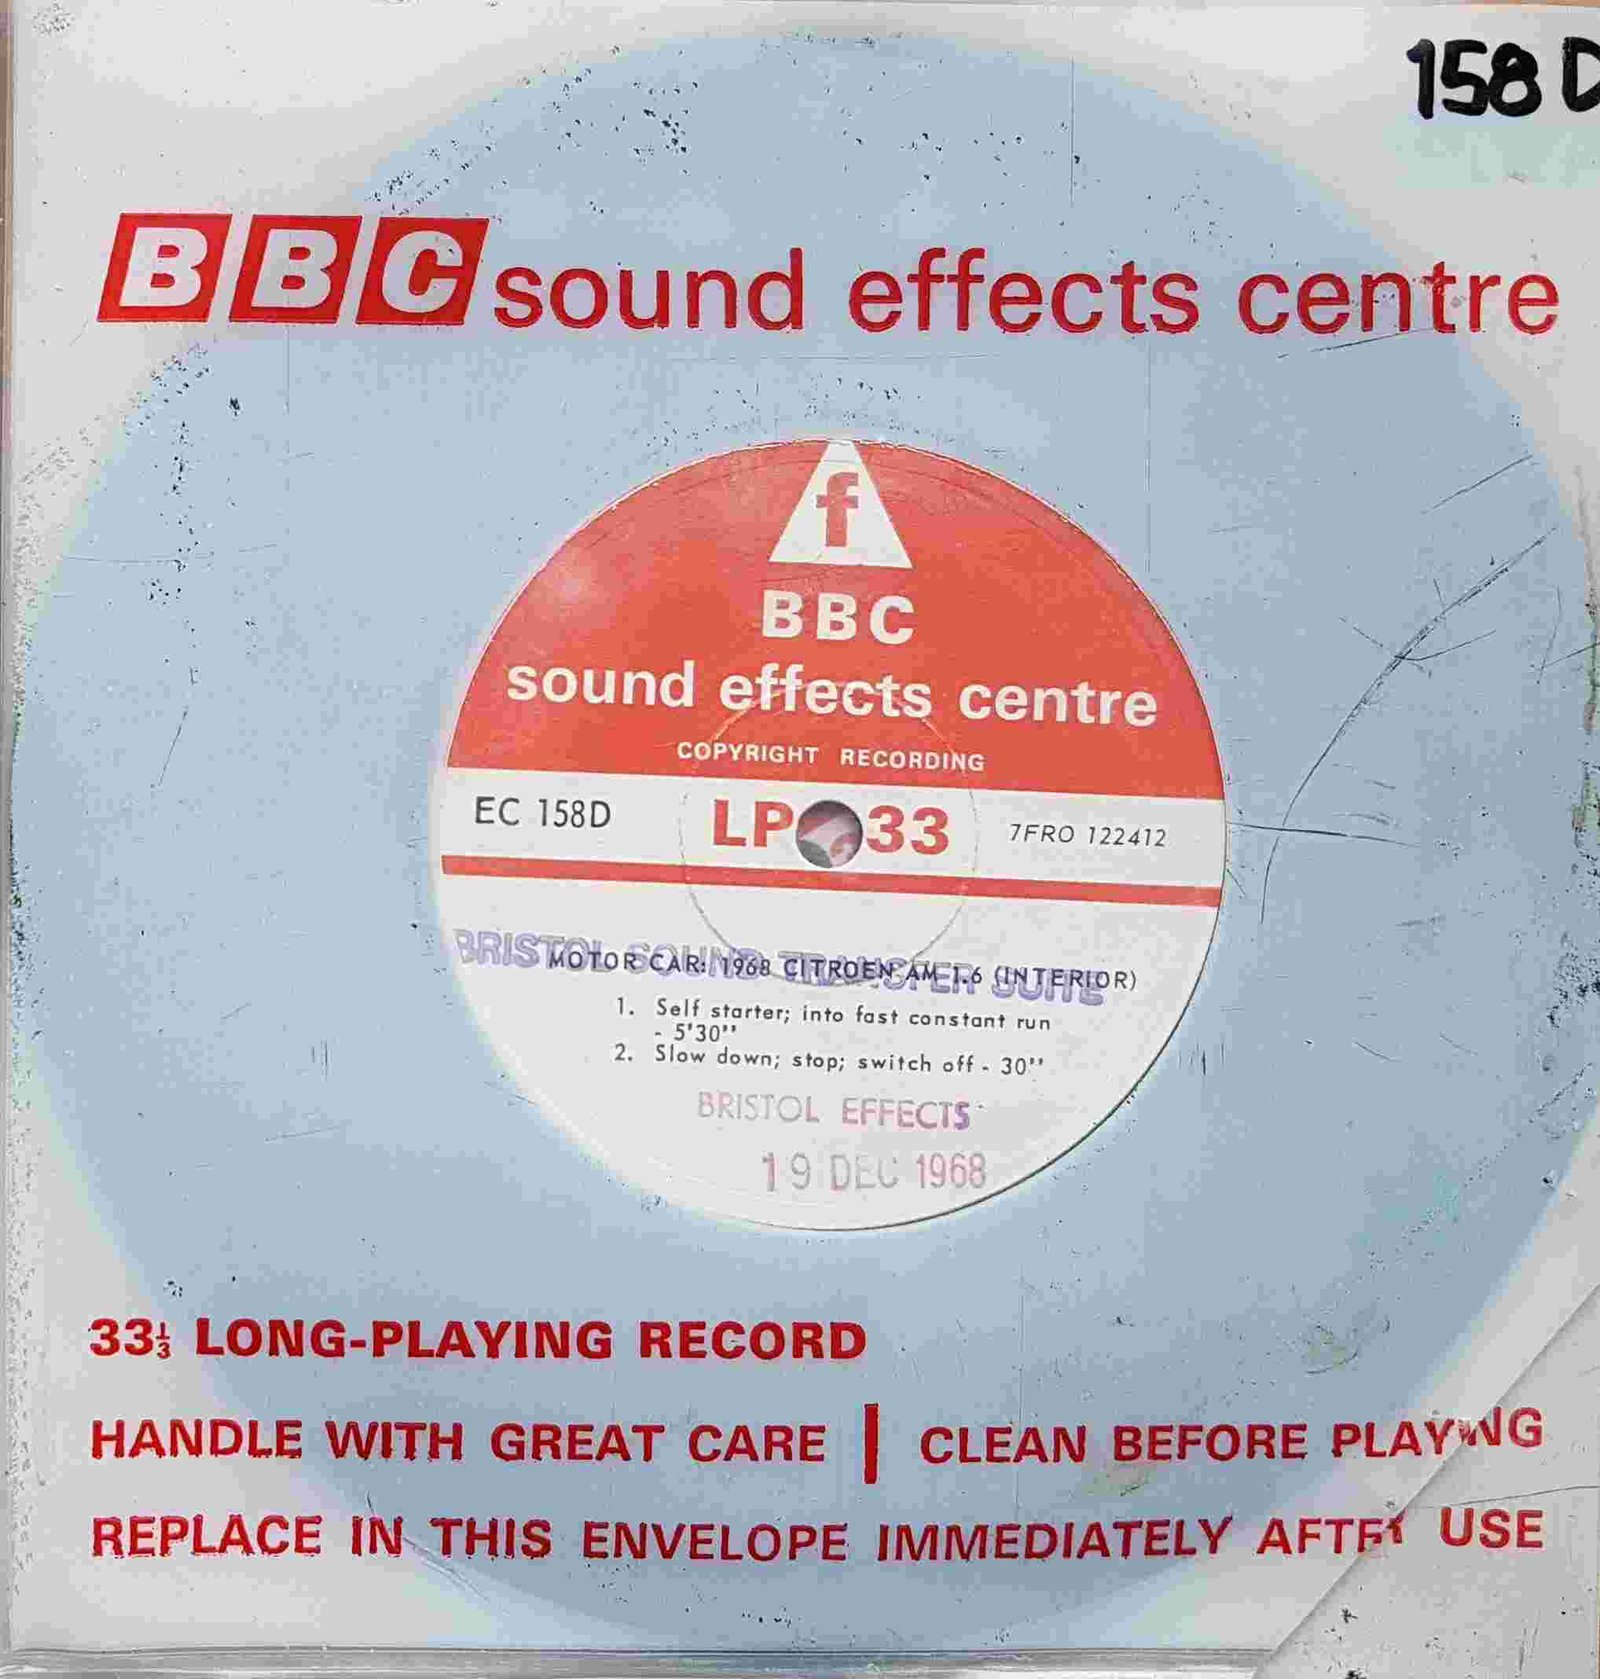 158 D
BBC sound effects centre
f
BBC
sound effects centre
COPYRIGHT RECORDING
EC 158D LP 33 7FRO 122412
BRISTOL SOUND TRANSFER SUITE
MOTOR CAR: 1968 CITROEN AM 1.6 (INTERIOR)
1. Self starter; into fast constant run
- 5'30''
2. Slow down; stop; switch off - 30''
BRISTOL EFFECTS
19 DEC 1968
33⅓ LONG-PLAYING RECORD
HANDLE WITH GREAT CARE | CLEAN BEFORE PLAYING
REPLACE IN THIS ENVELOPE IMMEDIATELY AFTER USE